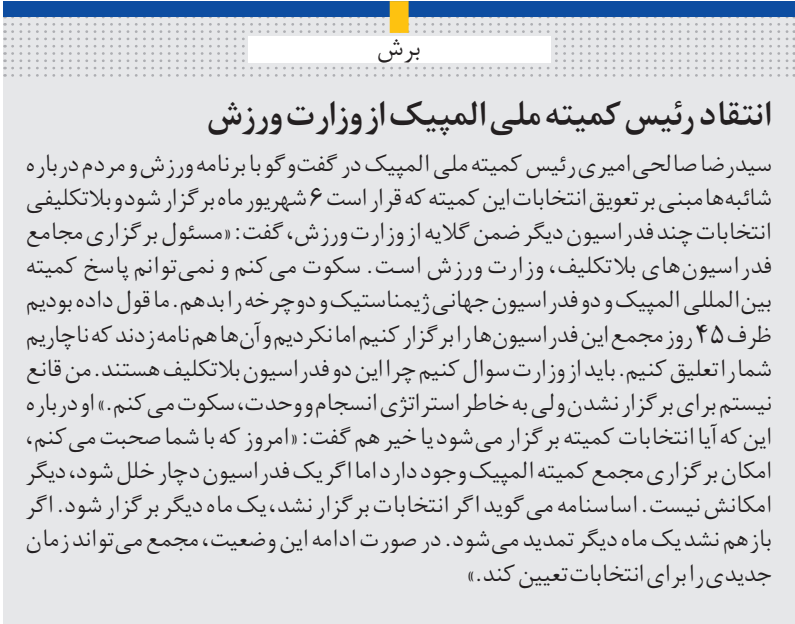 برش
انتقاد رئیس کمیته ملی المپیک از وزارت ورزش
سیدرضا صالحی امیری رئیس کمیته ملی المپیک در گفت‌وگو با برنامه ورزش و مردم درباره
شائبه‌ها مبنی بر تعویق انتخابات این کمیته که قرار است ۶ شهریور ماه برگزار شود و بلاتکلیفی
انتخابات چند فدراسیون دیگر ضمن گلایه از وزارت ورزش، گفت: «مسئول برگزاری مجامع
فدراسیون‌های بلاتکلیف، وزارت ورزش است. سکوت می‌کنم و نمی‌توانم پاسخ کمیته
بین‌المللی المپیک و دو فدراسیون جهانی ژیمناستیک و دوچرخه را بدهم. ما قول داده بودیم
ظرف ۴۵ روز مجمع این فدراسیون‌ها را برگزار کنیم اما نکردیم و آن‌ها هم نامه زدند که ناچاریم
شما را تعلیق کنیم. باید از وزارت سوال کنیم چرا این دو فدراسیون بلاتکلیف هستند. من قانع
نیستم برای برگزار نشدن ولی به خاطر استراتژی انسجام و وحدت، سکوت می‌کنم.» او درباره
این که آیا انتخابات کمیته برگزار می‌شود یا خیر هم گفت: «امروز که با شما صحبت می‌کنم،
امکان برگزاری مجمع کمیته المپیک وجود دارد اما اگر یک فدراسیون دچار خلل شود، دیگر
امکانش نیست. اساسنامه می‌گوید اگر انتخابات برگزار نشد، یک ماه دیگر برگزار شود. اگر
باز هم نشد یک ماه دیگر تمدید می‌شود. در صورت ادامه این وضعیت، مجمع می‌تواند زمان
جدیدی را برای انتخابات تعیین کند.»